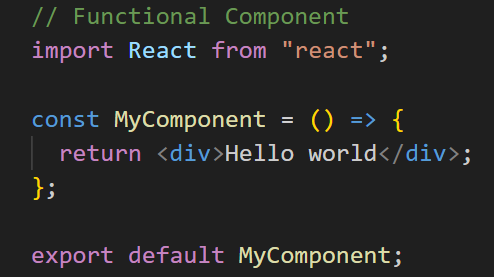 // Functional Component
import React from "react";
const MyComponent = () => {
return <div>Hello world</div>;
};
export default MyComponent;